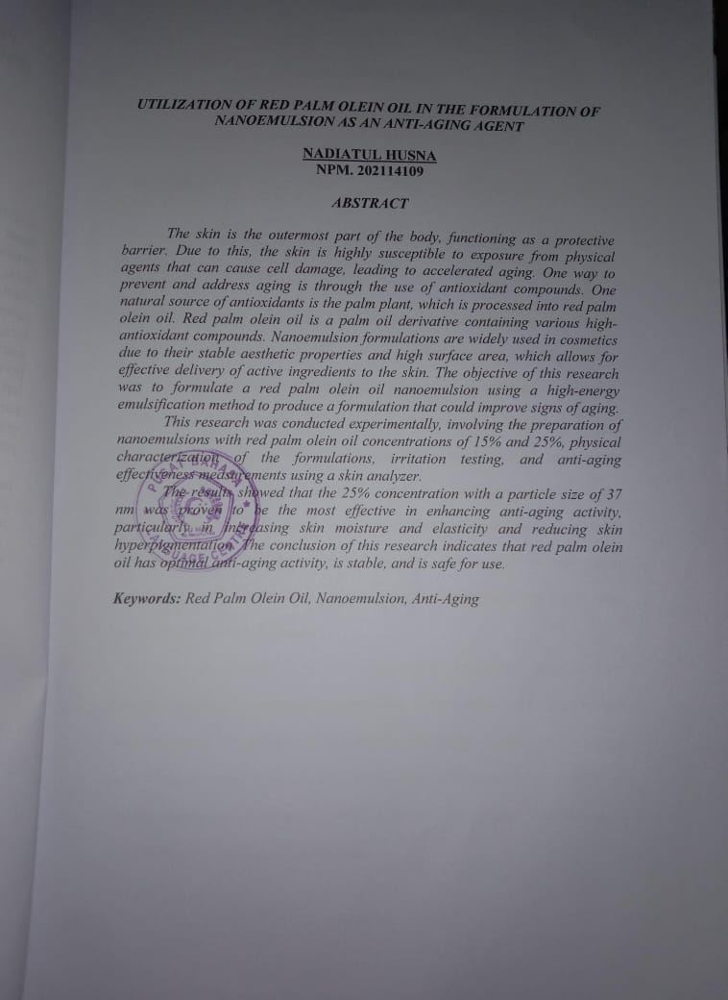 UTILIZATION OF RED PALM OLEIN OIL IN THE FORMULATION OF
NANOEMULSION AS AN ANTI-AGING AGENT
NADIATUL HUSNA
NPM. 202114109
ABSTRACT
The skin is the outermost part of the body, functioning as a protective
barrier. Due to this, the skin is highly susceptible to exposure from physical
agents that can cause cell damage, leading to accelerated aging. One way to
prevent and address aging is through the use of antioxidant compounds. One
natural source of antioxidants is the palm plant, which is processed into red palm
olein oil. Red palm olein oil is a palm oil derivative containing various high-
antioxidant compounds. Nanoemulsion formulations are widely used in cosmetics
due to their stable aesthetic properties and high surface area, which allows for
effective delivery of active ingredients to the skin. The objective of this research
was to formulate a red palm olein oil nanoemulsion using a high-energy
emulsification method to produce a formulation that could improve signs of aging.
This research was conducted experimentally, involving the preparation of
nanoemulsions with red palm olein oil concentrations of 15% and 25%, physical
characterization of the formulations, irritation testing, and anti-aging
effectiveness measurements using a skin analyzer.
The results showed that the 25% concentration with a particle size of 37
nm was proven to be the most effective in enhancing anti-aging activity,
particularly in increasing skin moisture and elasticity and reducing skin
hyperpigmentation. The conclusion of this research indicates that red palm olein
oil has optimal anti-aging activity, is stable, and is safe for use.
Keywords: Red Palm Olein Oil, Nanoemulsion, Anti-Aging
PUSAT BAHASA
LANGUAGE CENTRE